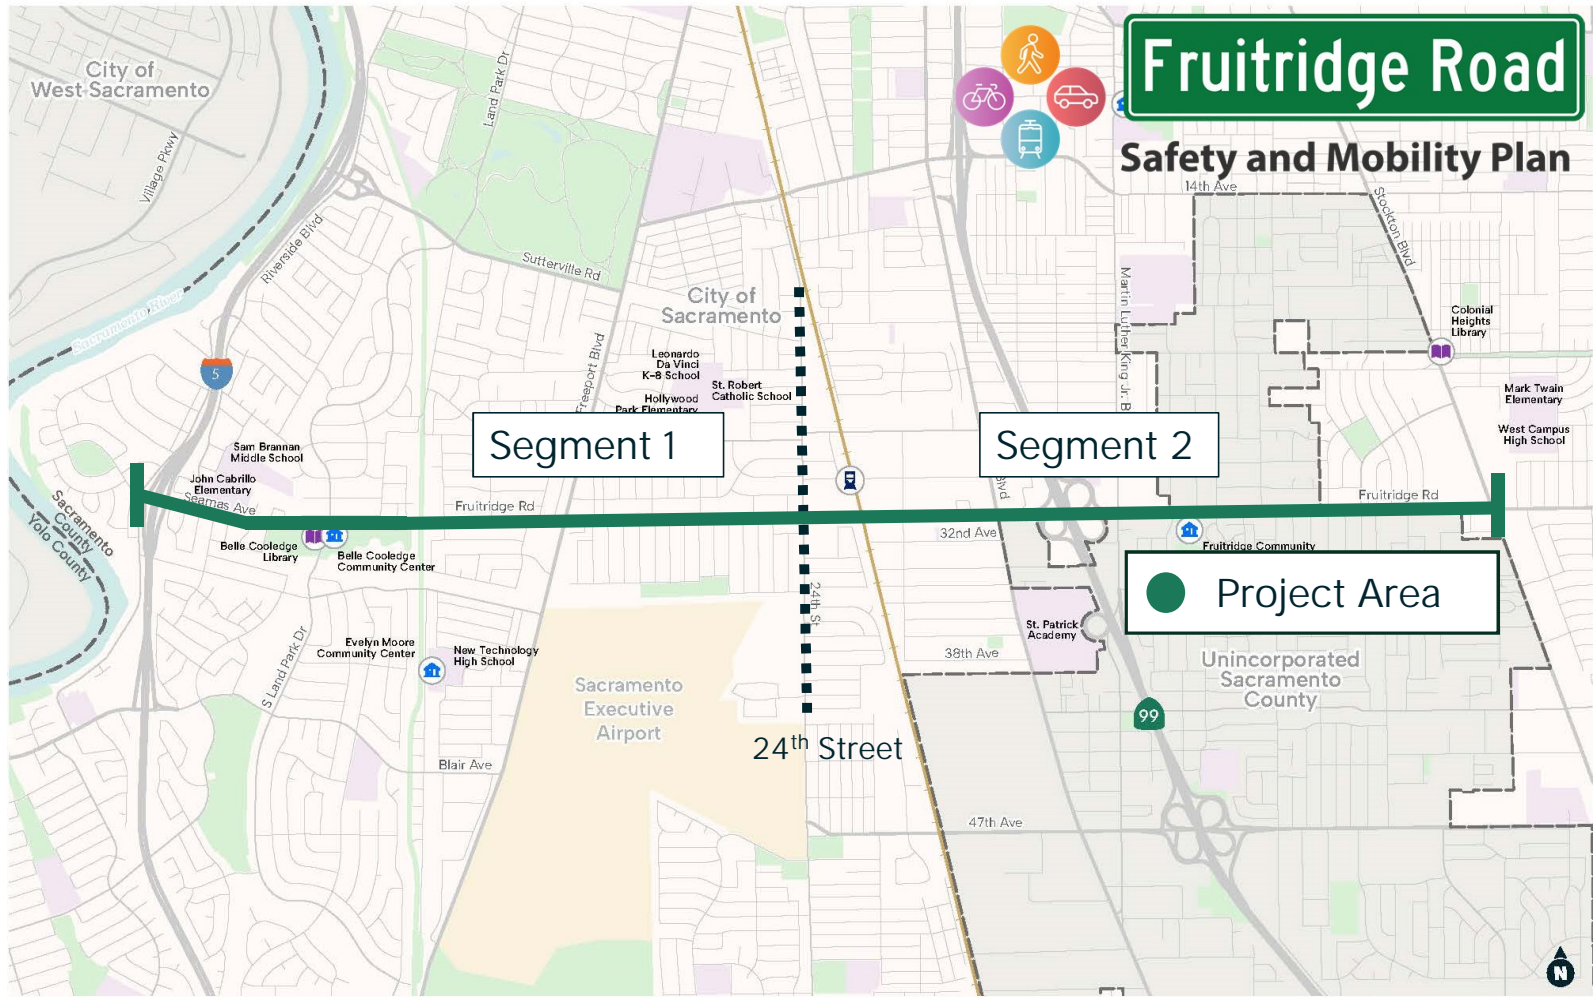 Fruitridge Road
Safety and Mobility Plan
City of
West Sacramento
Village Pkwy
Land Park Dr
Riverside Blvd
Sutterville Rd
Sacramento River
14th Ave
Stockton Blvd
City of
Sacramento
Martin Luther King Jr. B
Colonial
Heights
Library
5
Freeport Blvd
Leonardo
Da Vinci
K-8 School
St. Robert
Catholic School
Hollywood
Park Elementary
Mark Twain
Elementary
West Campus
High School
Segment 1
Segment 2
Sam Brannan
Middle School
John Cabrillo
Elementary
Seamas Ave
Fruitridge Rd
Blvd
Fruitridge Rd
Sacramento
County
Yolo County
Belle Cooledge
Library
Belle Cooledge
Community Center
32nd Ave
Fruitridge Community
Project Area
24th St
St. Patrick
Academy
Evelyn Moore
Community Center
New Technology
High School
S Land Park Dr
38th Ave
Unincorporated
Sacramento
County
Sacramento
Executive
Airport
99
24th Street
Blair Ave
47th Ave
N